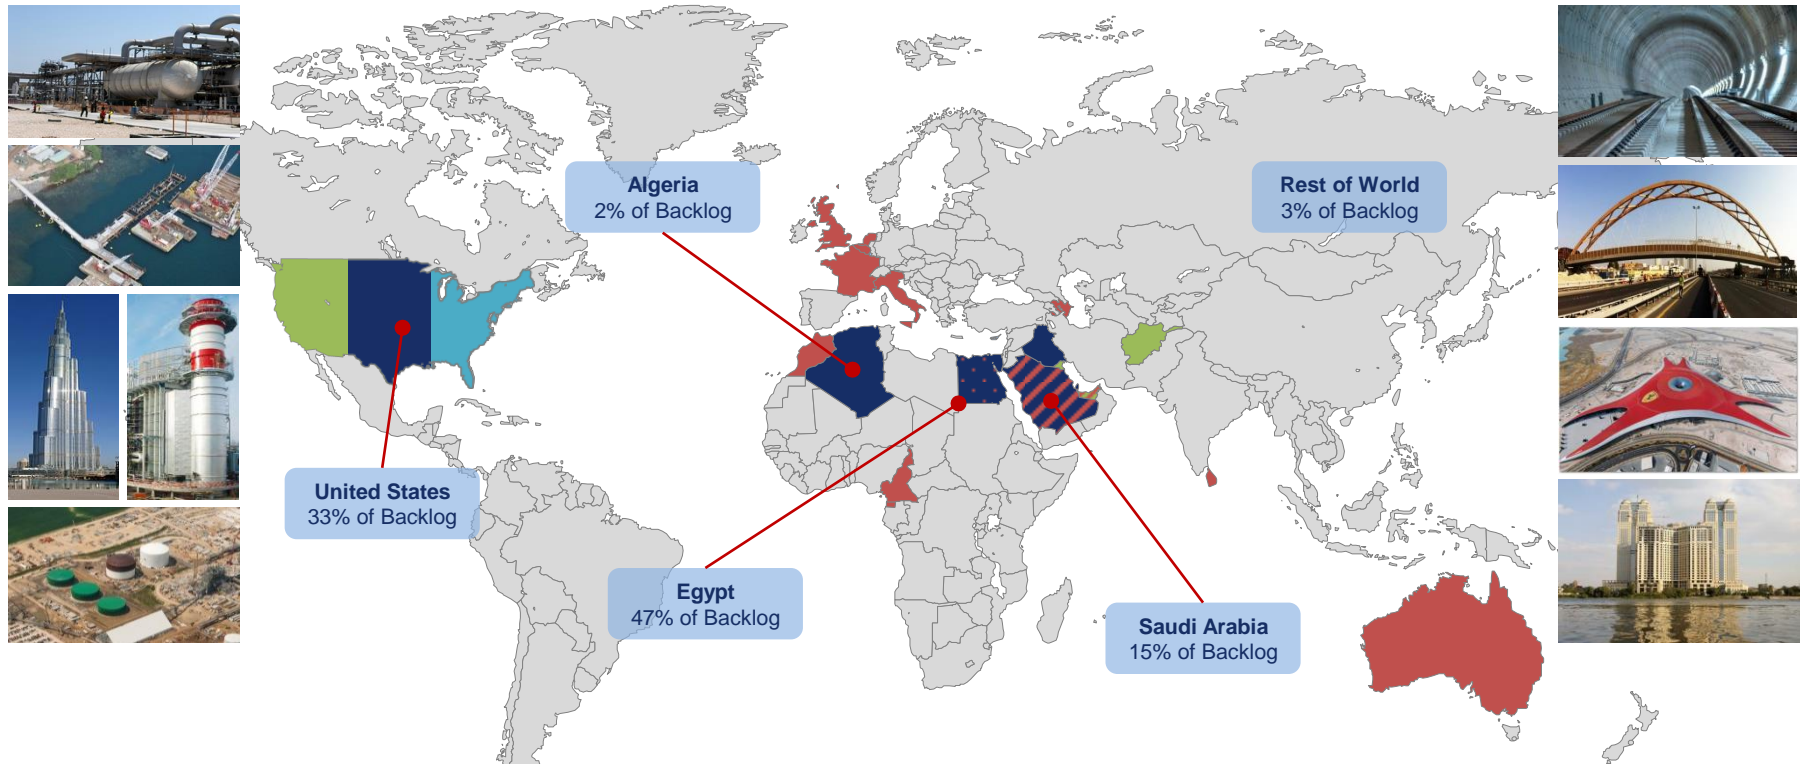 Algeria
2% of Backlog
Rest of World
3% of Backlog
United States
33% of Backlog
Egypt
47% of Backlog
Saudi Arabia
15% of Backlog